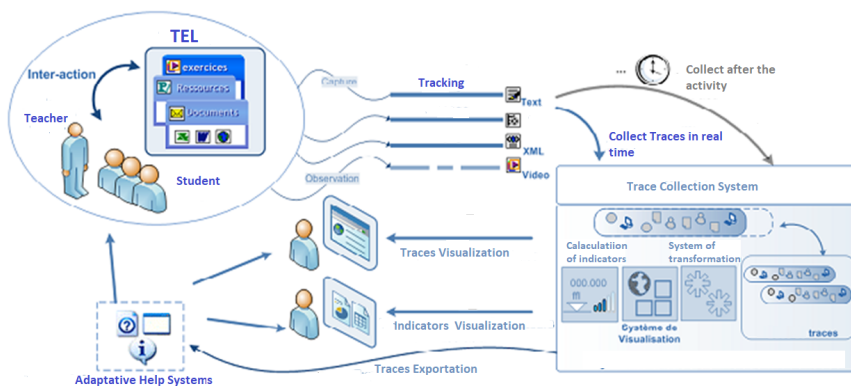 TEL
exercices
Ressources
Documents
Inter-action
Teacher
Student
Capture
Observation
Tracking
Text
XML
Video
...
Collect after the
activity
Collect Traces in real
time
Trace Collection System
Calaculatiion
of indicators
System of
transformation
000.000
Gyatème de
Visualisation
traces
Traces Visualization
Indicators Visualization
Traces Exportation
Adaptative Help Systems